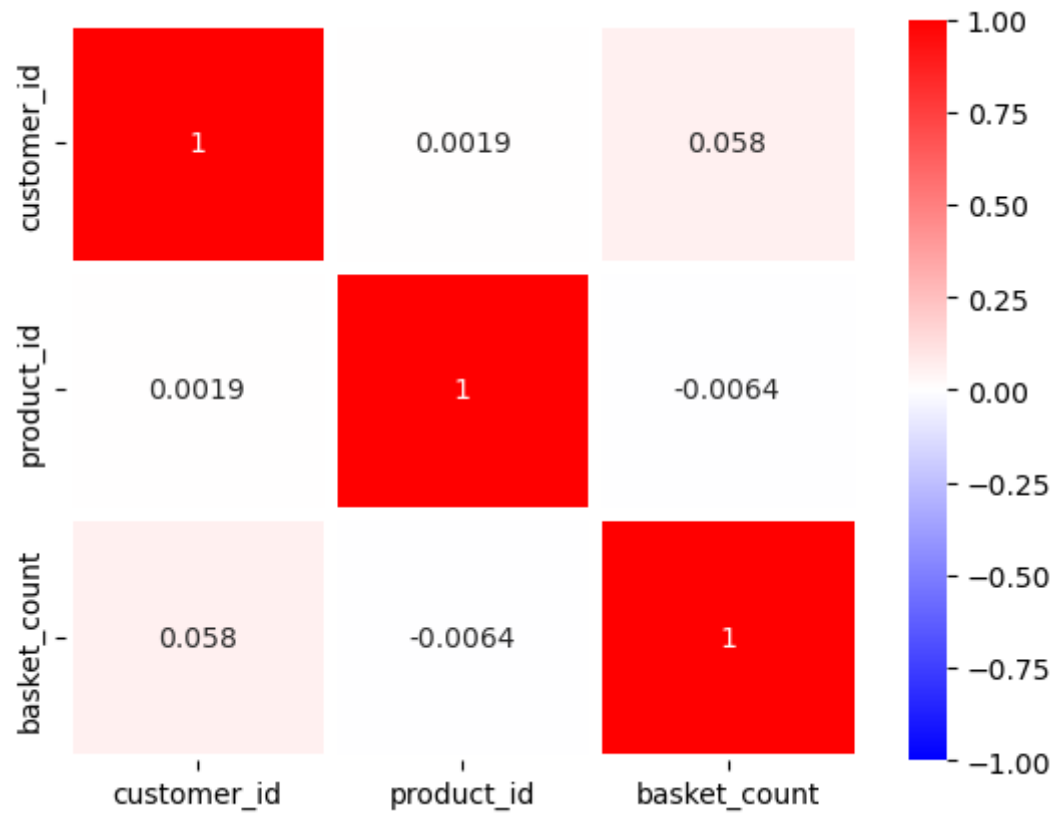 customer_id 1 0.0019 0.058
product_id 0.0019 1 -0.0064
basket_count 0.058 -0.0064 1
customer_id product_id basket_count
1.00
0.75
0.50
0.25
0.00
−0.25
−0.50
−0.75
−1.00